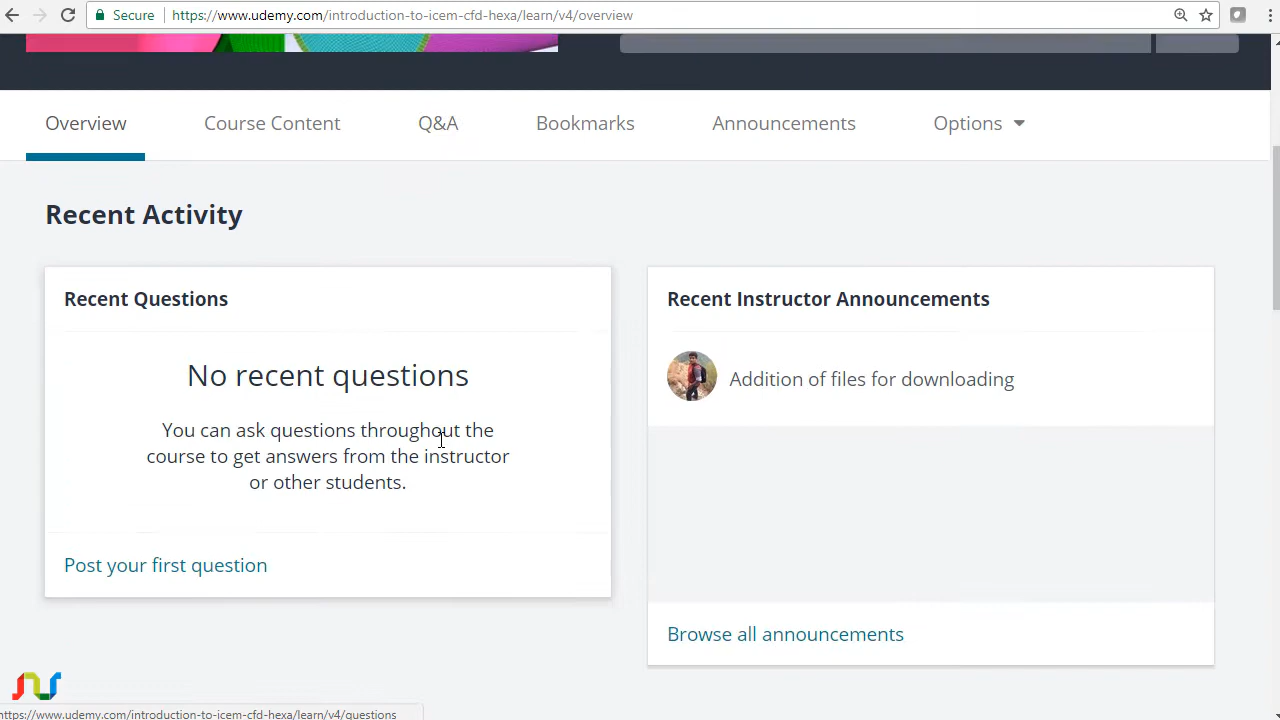 Secure https://www.udemy.com/introduction-to-icem-cfd-hexa/learn/v4/overview
Overview Course Content Q&A Bookmarks Announcements Options
Recent Activity
Recent Questions
No recent questions
You can ask questions throughout the
course to get answers from the instructor
or other students.
Post your first question
Recent Instructor Announcements
Addition of files for downloading
Browse all announcements
https://www.udemy.com/introduction-to-icem-cfd-hexa/learn/v4/questions